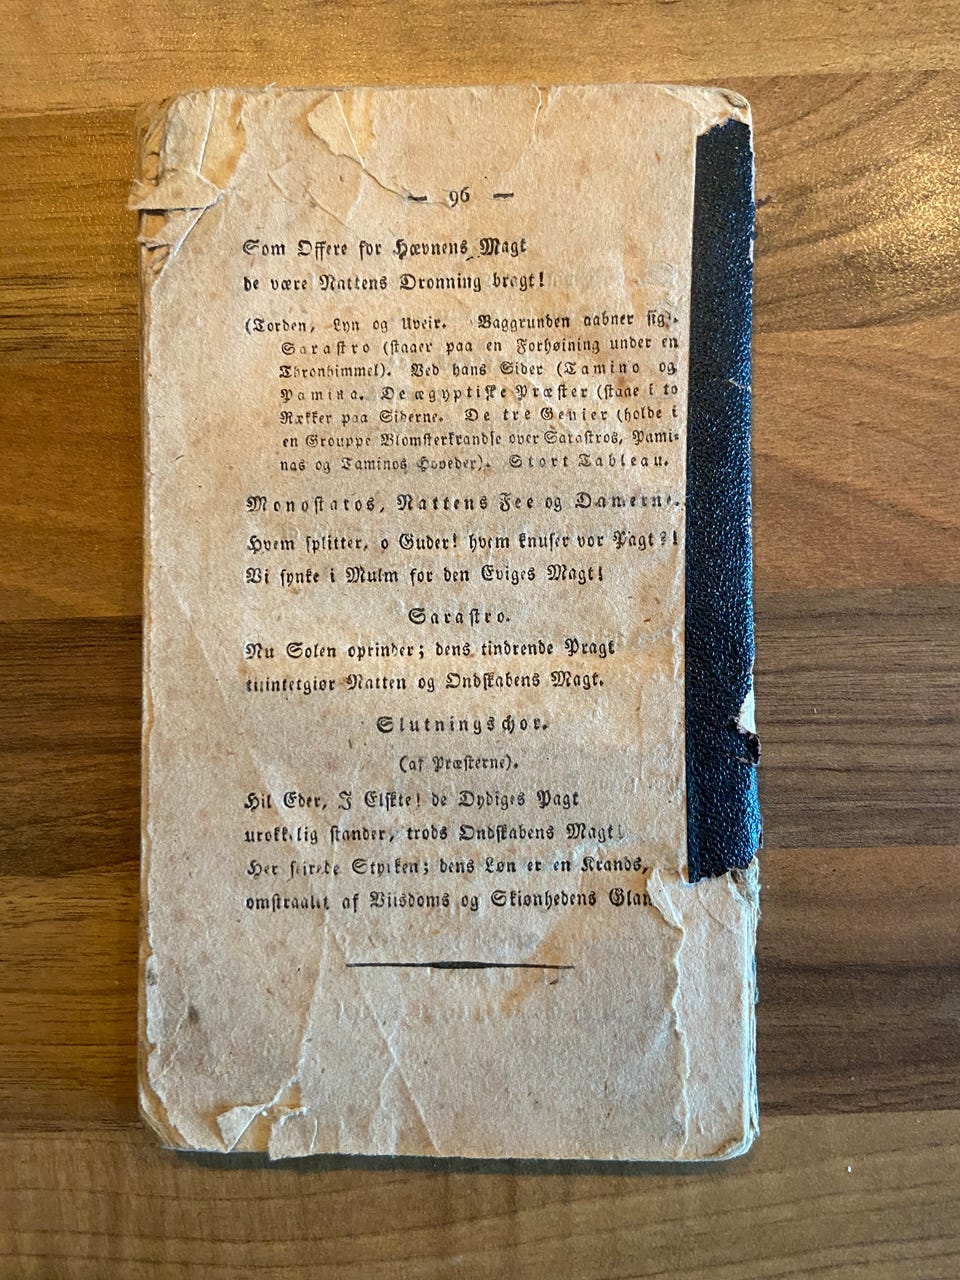 — 96 —
Som Offere for Hævnens Magt
de være Nattens Dronning bragt!
(Torden, Lyn og Uveir. Baggrunden aabner sig).
Sarastro (staaer paa en Forhøining under en
Thronhimmel). Ved hans Sider (Tamino og
Pamina. De ægyptiske Præster (staae i to
Rækker paa Siderne. De tre Genier (holde i
en Grouppe Blomsterkrandse over Sarastros, Pami-
nas og Taminos Hoveder). Stort Tableau.
Monostatos, Nattens Fee og Damerne.
Hvem splitter, o Guder! hvem knuser vor Pagt?!
Vi synke i Mulm for den Eviges Magt!
Sarastro.
Nu Solen oprinder; dens tindrende Pragt
tilintetgiør Natten og Ondskabens Magt.
Slutningschor.
(af Præsterne).
Hil Eder, I Elskte! de Dydiges Pagt
urokkelig stander, trods Ondskabens Magt!
Her seirede Styrken; dens Løn er en Krands,
omstraalet af Viisdoms og Skiønhedens Glan